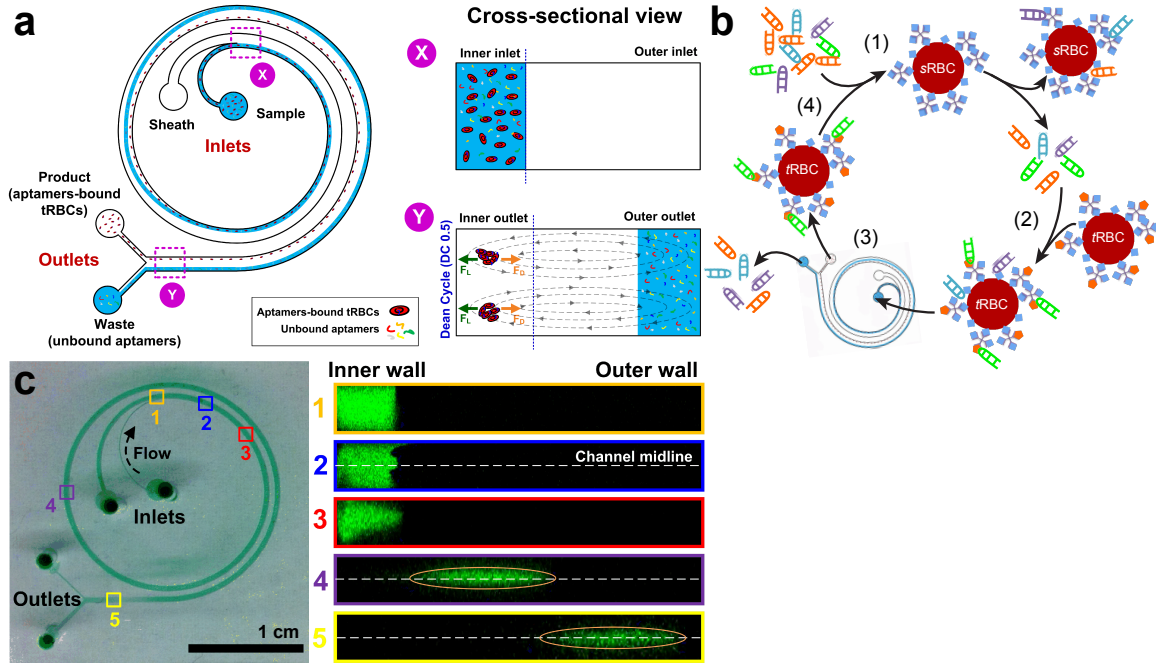 a
X
Sheath
Sample
Inlets
Product
(aptamers-bound
tRBCs)
Outlets
Y
Waste
(unbound aptamers)
Aptamers-bound tRBCs
Unbound aptamers
Cross-sectional view
X
Inner inlet
Outer inlet
Y
Inner outlet
Outer outlet
Dean Cycle (DC 0.5)
FL
FD
FL
FD
b
(1)
sRBC
sRBC
(4)
tRBC
(2)
tRBC
(3)
tRBC
c
1
2
3
Flow
4
Inlets
Outlets
5
1 cm
Inner wall
Outer wall
1
2
Channel midline
3
4
5